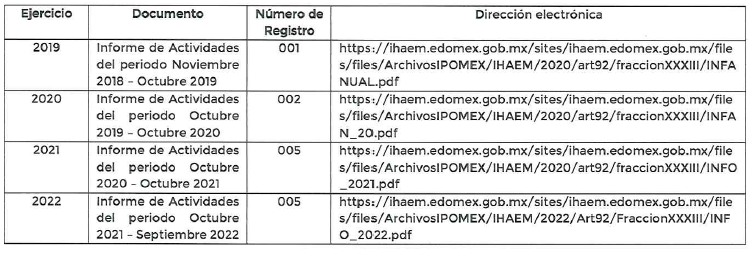 Ejercicio Documento Número de Registro Dirección electrónica
2019 Informe de Actividades 001 https://ihaem.edomex.gob.mx/sites/ihaem.edomex.gob.mx/file
del periodo Noviembre s/files/ArchivosIPOMEX/IHAEM/2020/art92/fraccionXXXIII/INFA
2018 – Octubre 2019 NUAL.pdf
2020 Informe de Actividades 002 https://ihaem.edomex.gob.mx/sites/ihaem.edomex.gob.mx/file
del periodo Octubre s/files/ArchivosIPOMEX/IHAEM/2020/art92/fraccionXXXIII/INFA
2019 – Octubre 2020 N_20.pdf
2021 Informe de Actividades 005 https://ihaem.edomex.gob.mx/sites/ihaem.edomex.gob.mx/file
del periodo Octubre s/files/ArchivosIPOMEX/IHAEM/2020/art92/fraccionXXXIII/INFO
2020 – Octubre 2021 _2021.pdf
2022 Informe de Actividades 005 https://ihaem.edomex.gob.mx/sites/ihaem.edomex.gob.mx/file
del periodo Octubre s/files/ArchivosIPOMEX/IHAEM/2022/Art92/FraccionXXXIII/INF
2021 – Septiembre 2022 O_2022.pdf